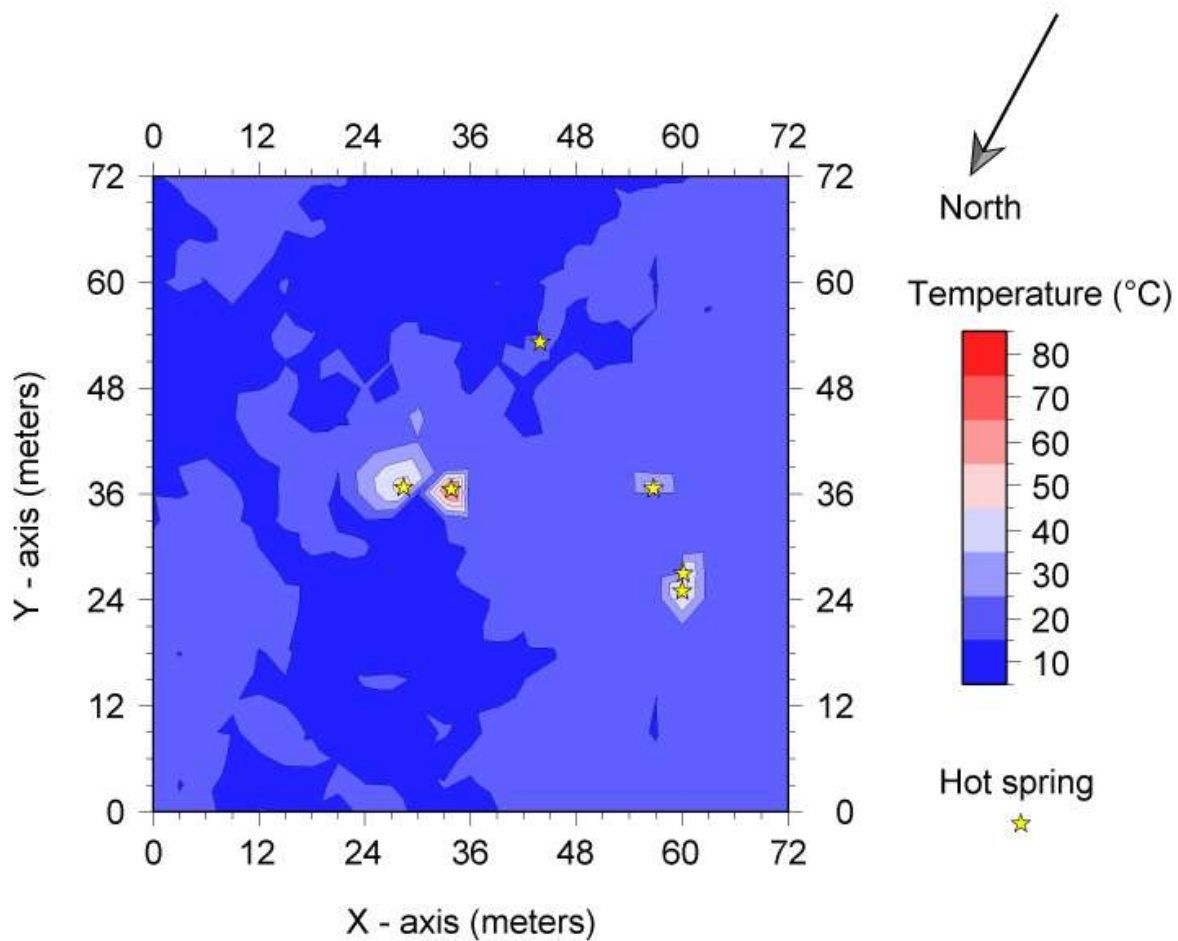 North
0 12 24 36 48 60 72
72 72
60 60
48 48
36 36
24 24
12 12
0 0
0 12 24 36 48 60 72
X - axis (meters)
Y - axis (meters)
Temperature (°C)
80
70
60
50
40
30
20
10
Hot spring